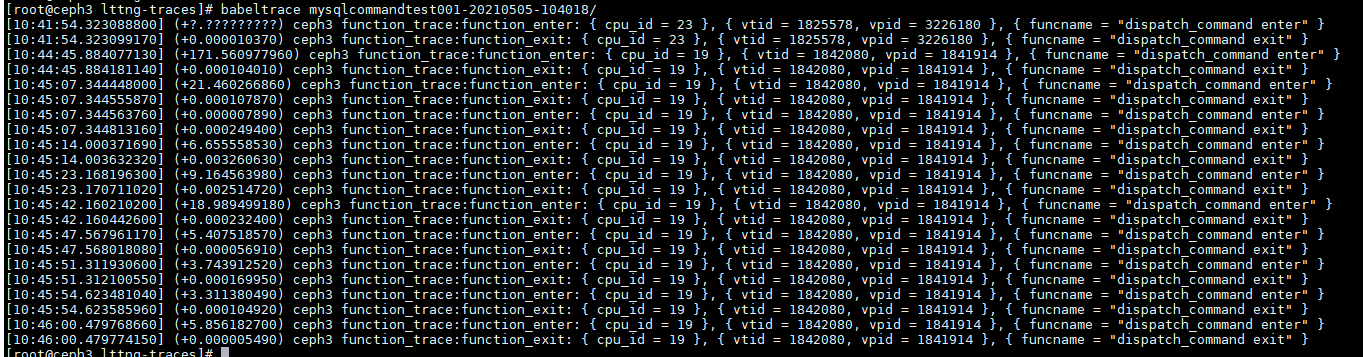 [root@ceph3 lttng-traces]# babeltrace mysqlcommandtest001-20210505-104018/
[10:41:54.323088800] (+?.?????????) ceph3 function_trace:function_enter: { cpu_id = 23 }, { vtid = 1825578, vpid = 3226180 }, { funcname = "dispatch_command enter" }
[10:41:54.323099170] (+0.000010370) ceph3 function_trace:function_exit: { cpu_id = 23 }, { vtid = 1825578, vpid = 3226180 }, { funcname = "dispatch_command exit" }
[10:44:45.884077130] (+171.560977960) ceph3 function_trace:function_enter: { cpu_id = 19 }, { vtid = 1842080, vpid = 1841914 }, { funcname = "dispatch_command enter" }
[10:44:45.884181140] (+0.000104010) ceph3 function_trace:function_exit: { cpu_id = 19 }, { vtid = 1842080, vpid = 1841914 }, { funcname = "dispatch_command exit" }
[10:45:07.344448000] (+21.460266860) ceph3 function_trace:function_enter: { cpu_id = 19 }, { vtid = 1842080, vpid = 1841914 }, { funcname = "dispatch_command enter" }
[10:45:07.344555870] (+0.000107870) ceph3 function_trace:function_exit: { cpu_id = 19 }, { vtid = 1842080, vpid = 1841914 }, { funcname = "dispatch_command exit" }
[10:45:07.344563760] (+0.000007890) ceph3 function_trace:function_enter: { cpu_id = 19 }, { vtid = 1842080, vpid = 1841914 }, { funcname = "dispatch_command enter" }
[10:45:07.344813160] (+0.000249400) ceph3 function_trace:function_exit: { cpu_id = 19 }, { vtid = 1842080, vpid = 1841914 }, { funcname = "dispatch_command exit" }
[10:45:14.000371690] (+6.655558530) ceph3 function_trace:function_enter: { cpu_id = 19 }, { vtid = 1842080, vpid = 1841914 }, { funcname = "dispatch_command enter" }
[10:45:14.003632320] (+0.003260630) ceph3 function_trace:function_exit: { cpu_id = 19 }, { vtid = 1842080, vpid = 1841914 }, { funcname = "dispatch_command exit" }
[10:45:23.168196300] (+9.164563980) ceph3 function_trace:function_enter: { cpu_id = 19 }, { vtid = 1842080, vpid = 1841914 }, { funcname = "dispatch_command enter" }
[10:45:23.170711020] (+0.002514720) ceph3 function_trace:function_exit: { cpu_id = 19 }, { vtid = 1842080, vpid = 1841914 }, { funcname = "dispatch_command exit" }
[10:45:42.160210200] (+18.989499180) ceph3 function_trace:function_enter: { cpu_id = 19 }, { vtid = 1842080, vpid = 1841914 }, { funcname = "dispatch_command enter" }
[10:45:42.160442600] (+0.000232400) ceph3 function_trace:function_exit: { cpu_id = 19 }, { vtid = 1842080, vpid = 1841914 }, { funcname = "dispatch_command exit" }
[10:45:47.567961170] (+5.407518570) ceph3 function_trace:function_enter: { cpu_id = 19 }, { vtid = 1842080, vpid = 1841914 }, { funcname = "dispatch_command enter" }
[10:45:47.568018080] (+0.000056910) ceph3 function_trace:function_exit: { cpu_id = 19 }, { vtid = 1842080, vpid = 1841914 }, { funcname = "dispatch_command exit" }
[10:45:51.311930600] (+3.743912520) ceph3 function_trace:function_enter: { cpu_id = 19 }, { vtid = 1842080, vpid = 1841914 }, { funcname = "dispatch_command enter" }
[10:45:51.312100550] (+0.000169950) ceph3 function_trace:function_exit: { cpu_id = 19 }, { vtid = 1842080, vpid = 1841914 }, { funcname = "dispatch_command exit" }
[10:45:54.623481040] (+3.311380490) ceph3 function_trace:function_enter: { cpu_id = 19 }, { vtid = 1842080, vpid = 1841914 }, { funcname = "dispatch_command enter" }
[10:45:54.623585960] (+0.000104920) ceph3 function_trace:function_exit: { cpu_id = 19 }, { vtid = 1842080, vpid = 1841914 }, { funcname = "dispatch_command exit" }
[10:46:00.479768660] (+5.856182700) ceph3 function_trace:function_enter: { cpu_id = 19 }, { vtid = 1842080, vpid = 1841914 }, { funcname = "dispatch_command enter" }
[10:46:00.479774150] (+0.000005490) ceph3 function_trace:function_exit: { cpu_id = 19 }, { vtid = 1842080, vpid = 1841914 }, { funcname = "dispatch_command exit" }
[root@ceph3 lttng-traces]#